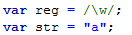 var reg = /\w/;
var str = "a";